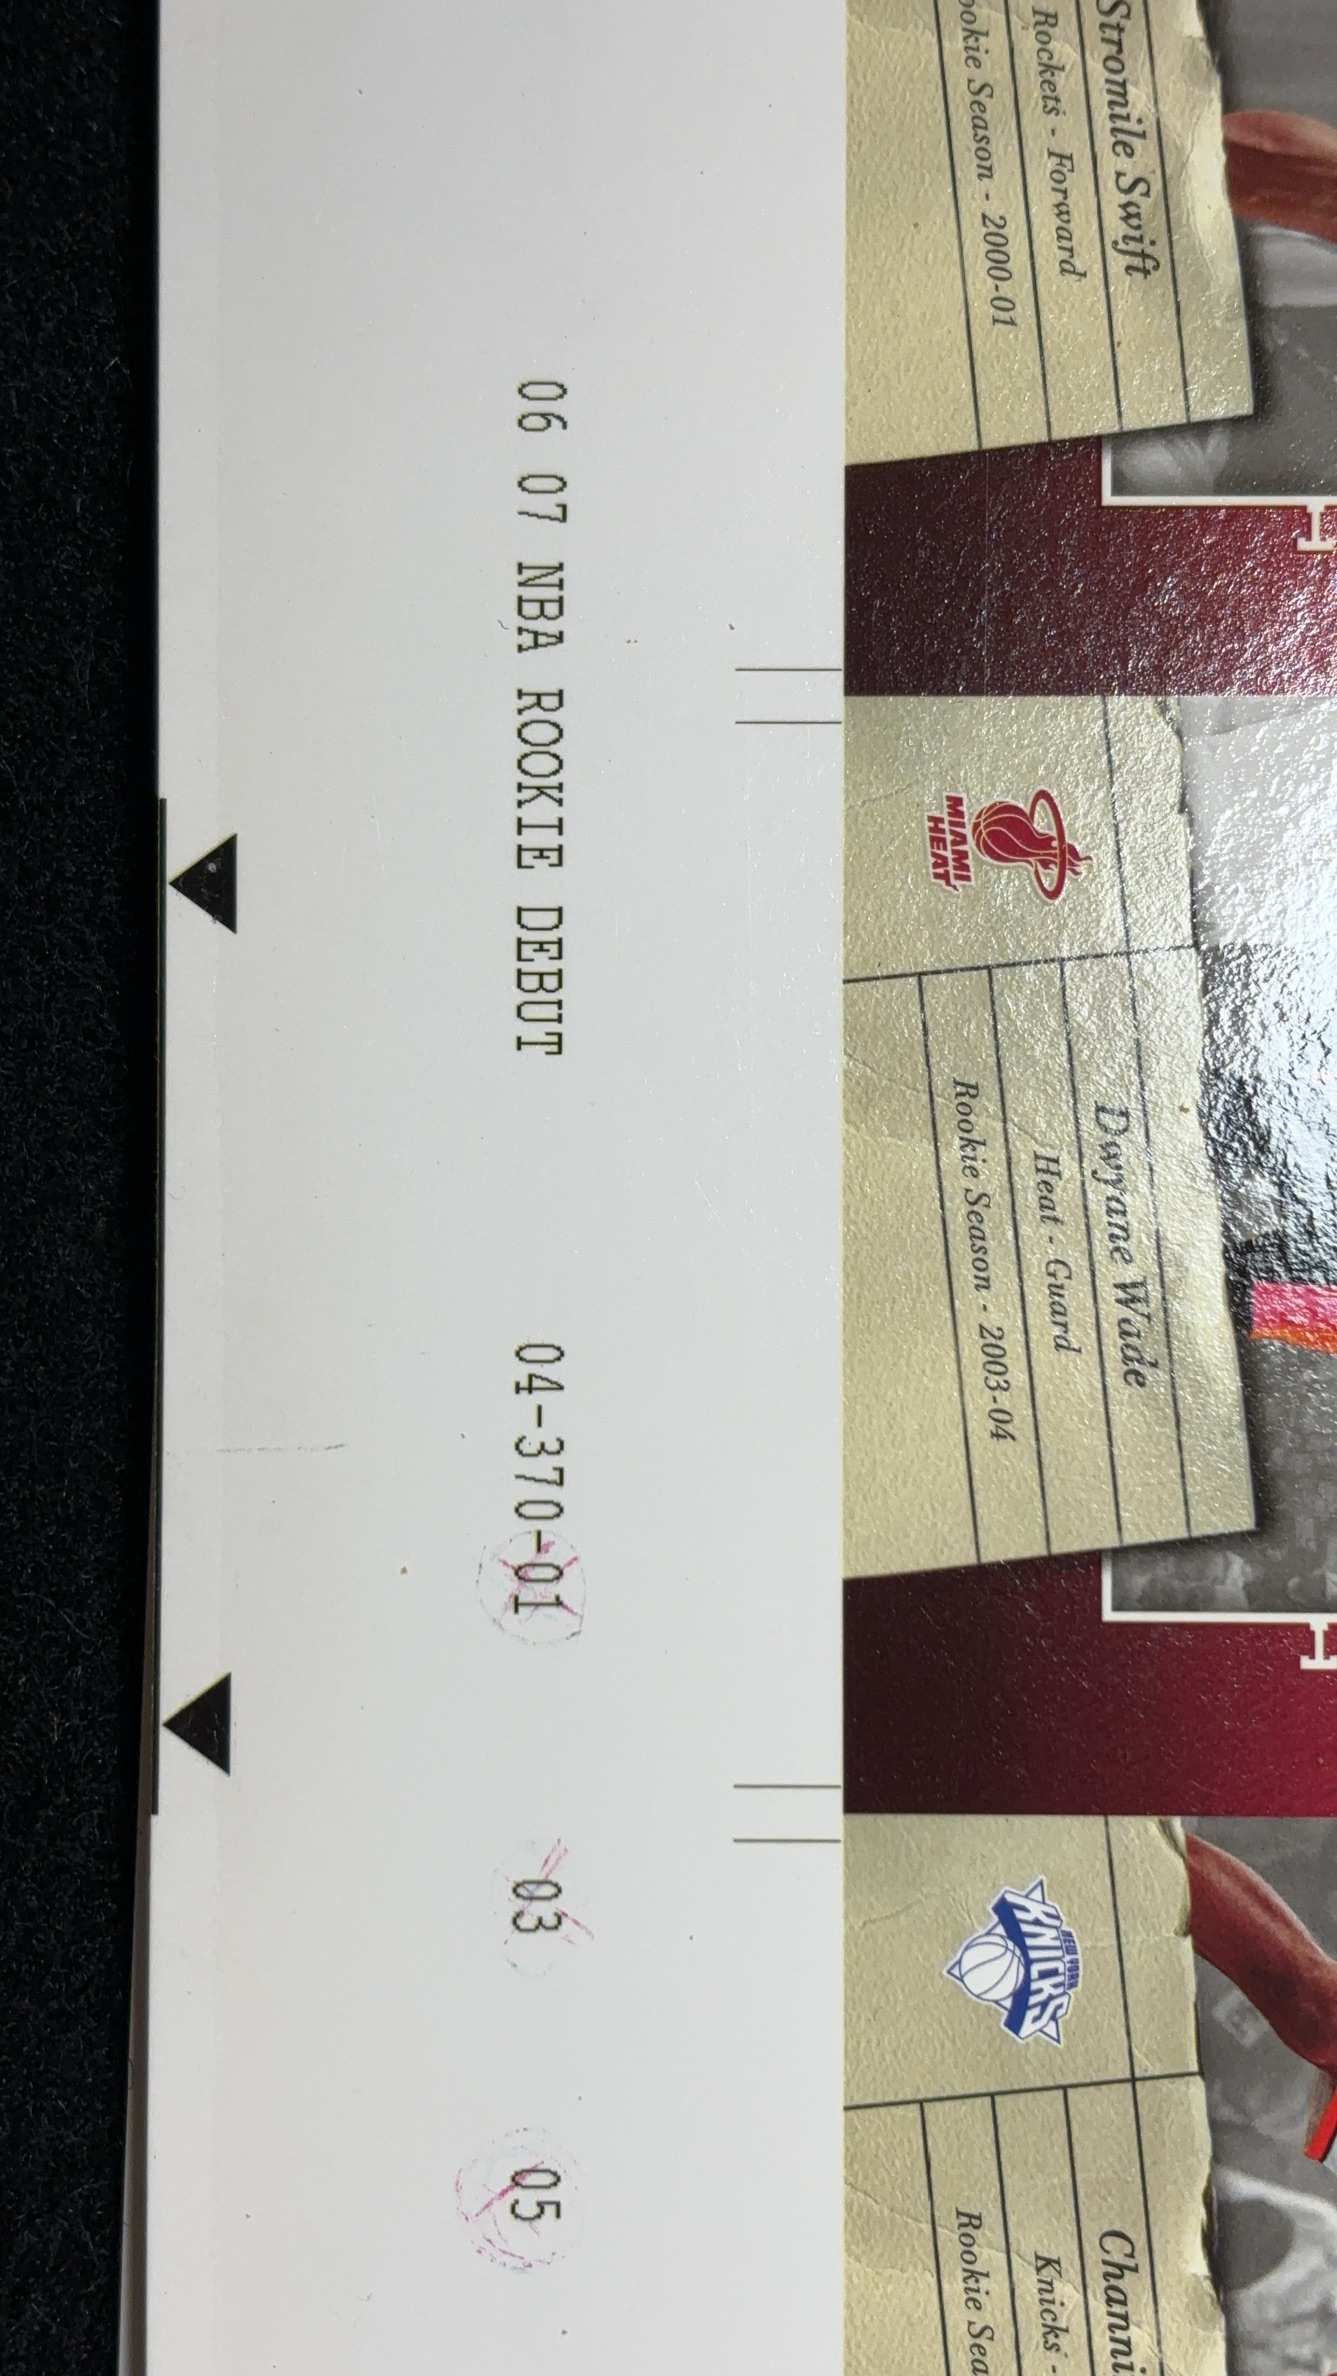 06 07 NBA ROOKIE DEBUT 04-370-01 03 05
Stromile Swift
Rockets - Forward
ookie Season - 2000-01
MIAMI
HEAT
Dwyane Wade
Heat - Guard
Rookie Season - 2003-04
NEW YORK
KNICKS
Channi
Knicks -
Rookie Sea